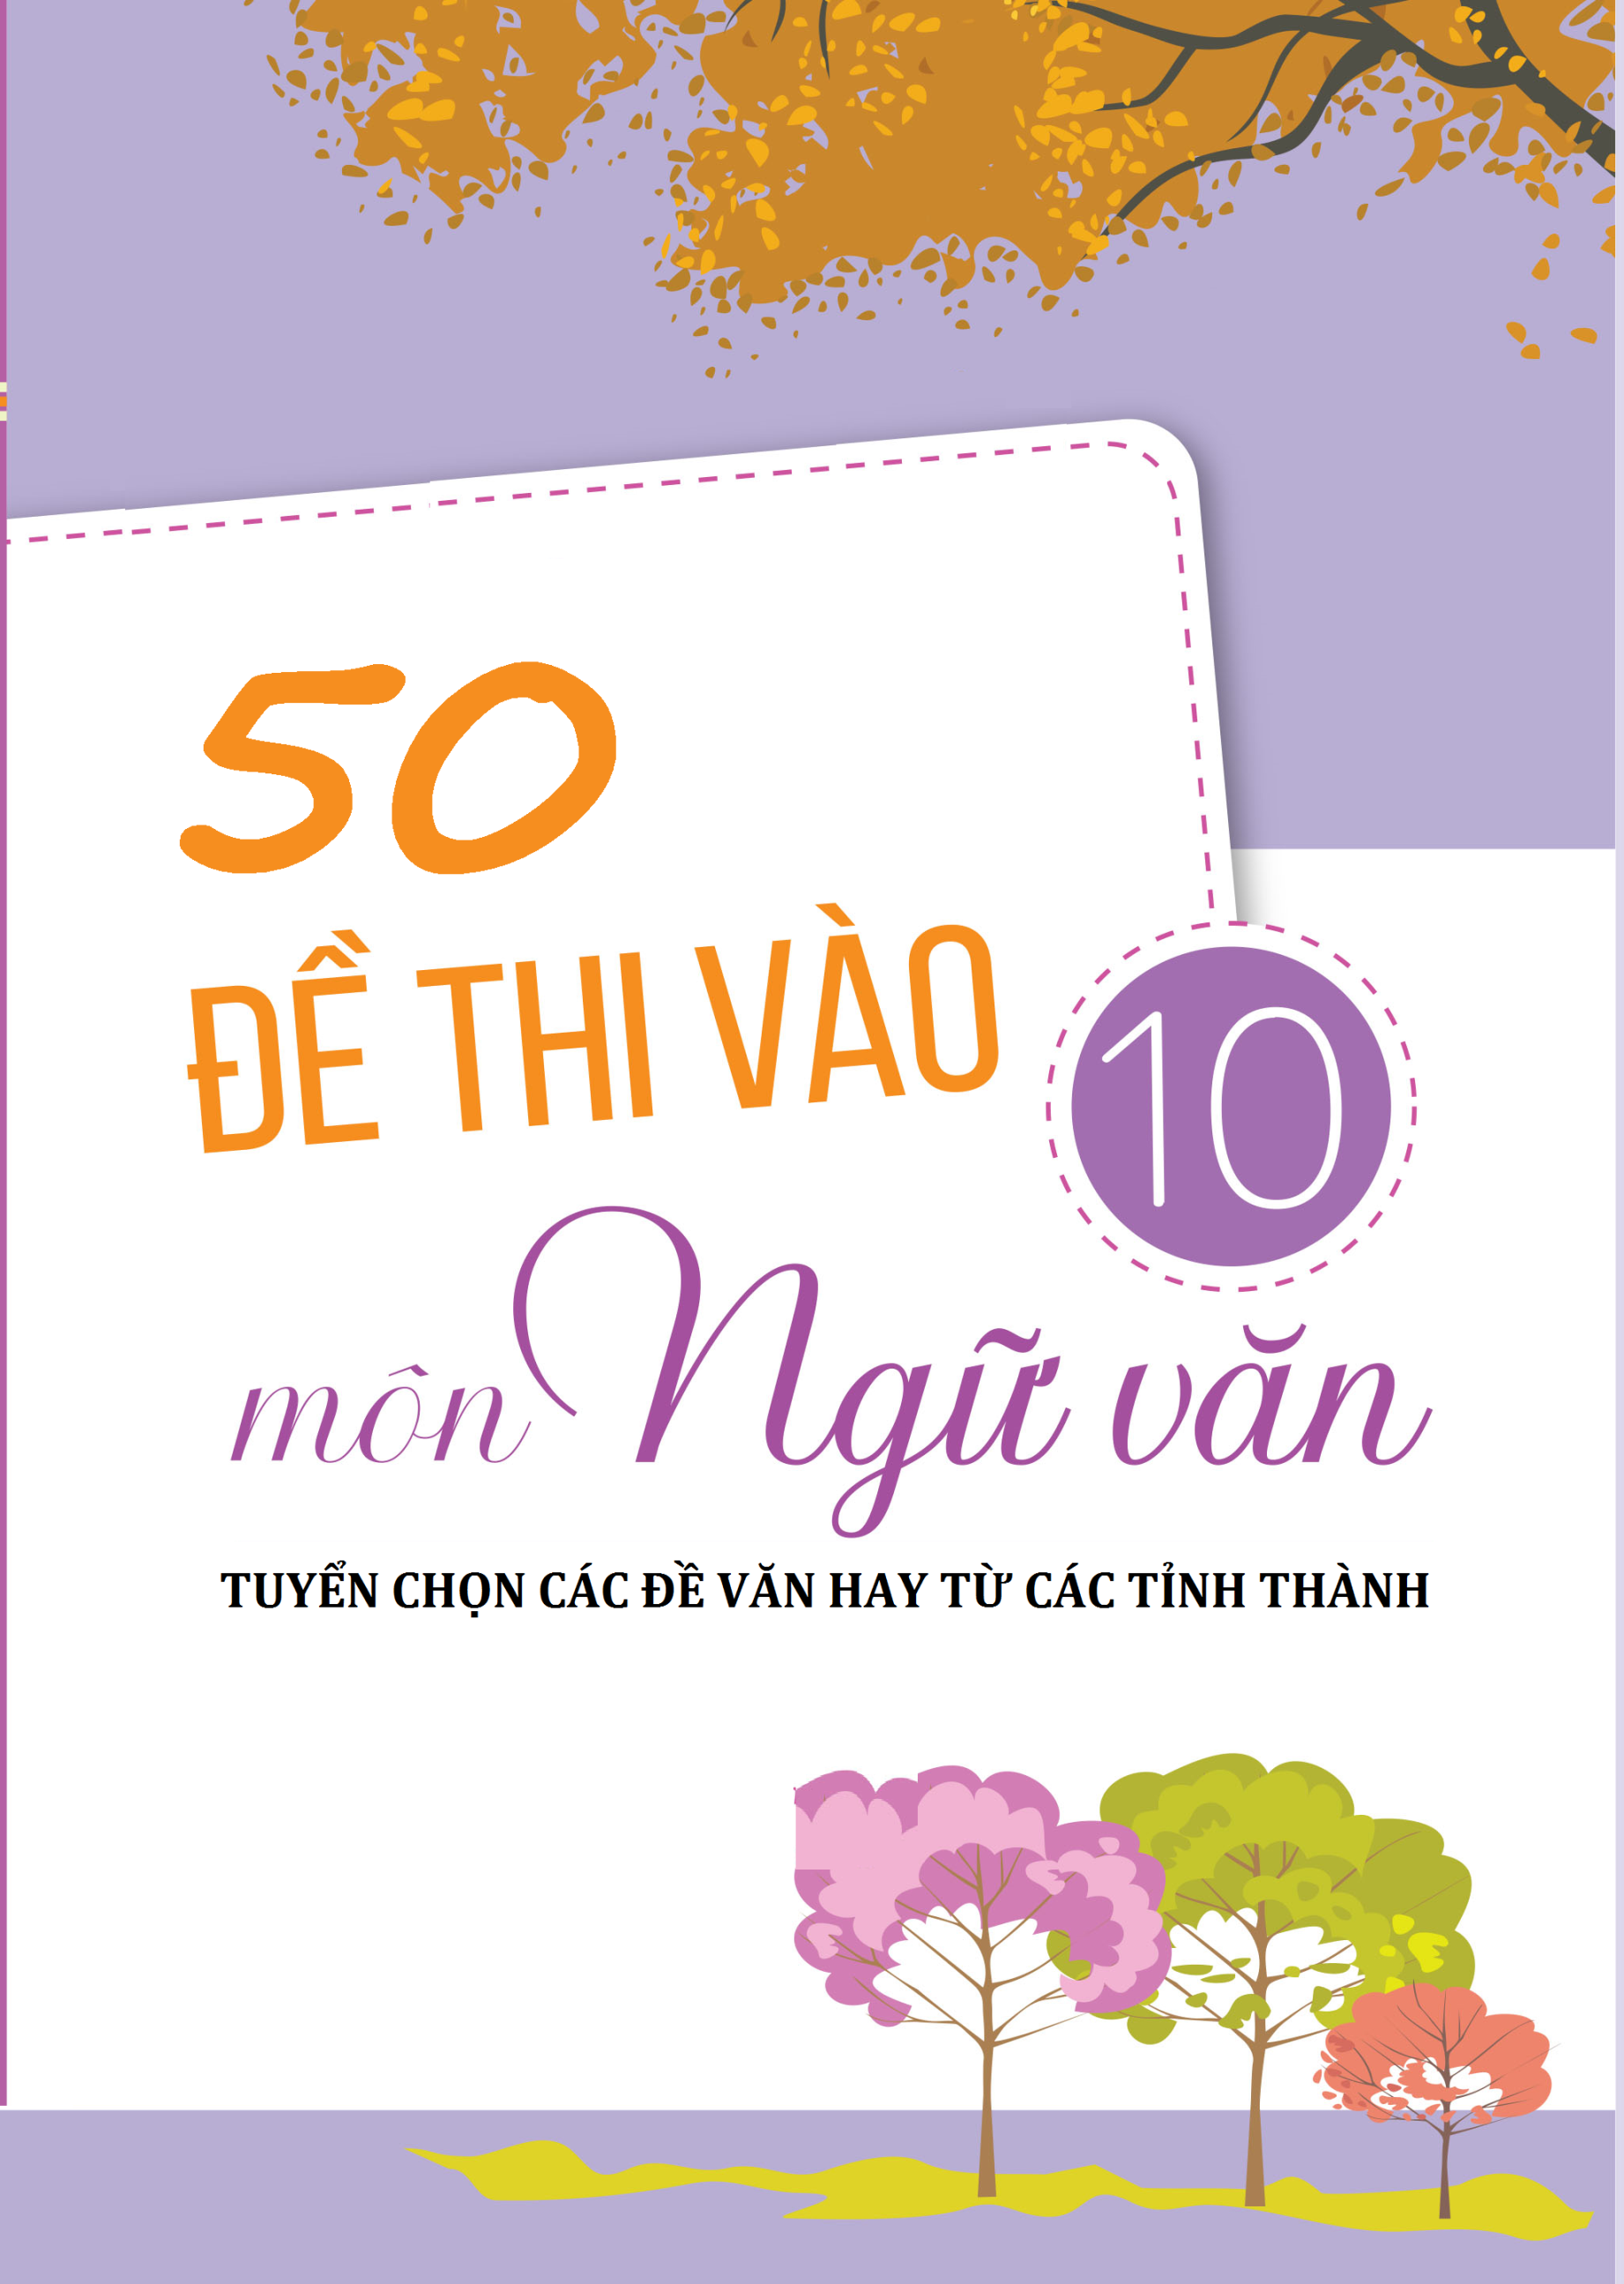 50
ĐỀ THI VÀO 10
môn Ngữ văn
TUYỂN CHỌN CÁC ĐỀ VĂN HAY TỪ CÁC TỈNH THÀNH